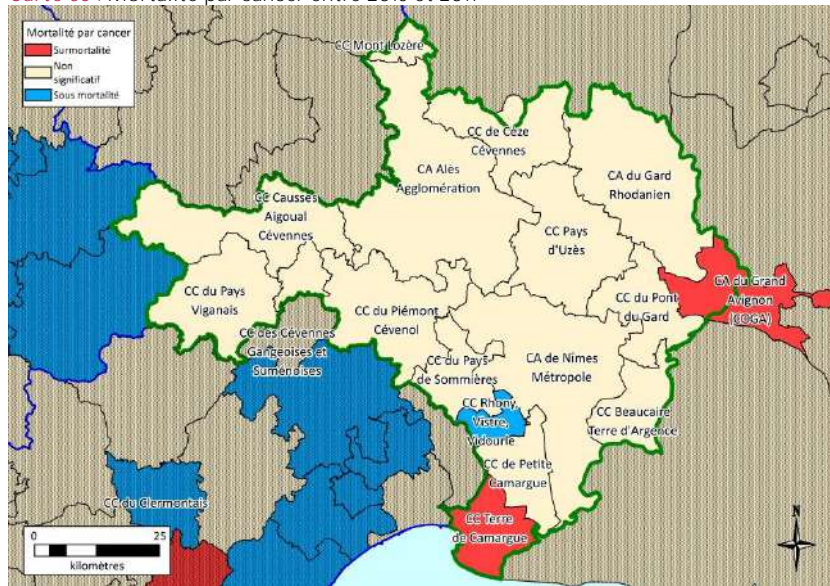 Mortalité par cancer
Surmortalité
Non
significatif
Sous mortalité
CC Mont Lozère
CC de Cèze
Cévennes
CA Alès
Agglomération
CA du Gard
Rhodanien
CC Causses
Aigoual
Cévennes
CC Pays
d'Uzès
CC du Pays
Viganais
CA du Grand
Avignon
(COGA)
CC du Pont
du Gard
CC du Piémont
Cévenol
CC des Cévennes
Gangeoises et
Suménoises
CC du Pays
de Sommières
CA de Nîmes
Métropole
CC Rhony,
Vistre,
Vidourle
CC Beaucaire
Terre d'Argence
CC de Petite
Camargue
CC du Clermontais
CC Terre
de Camargue
0 25
kilomètres
N